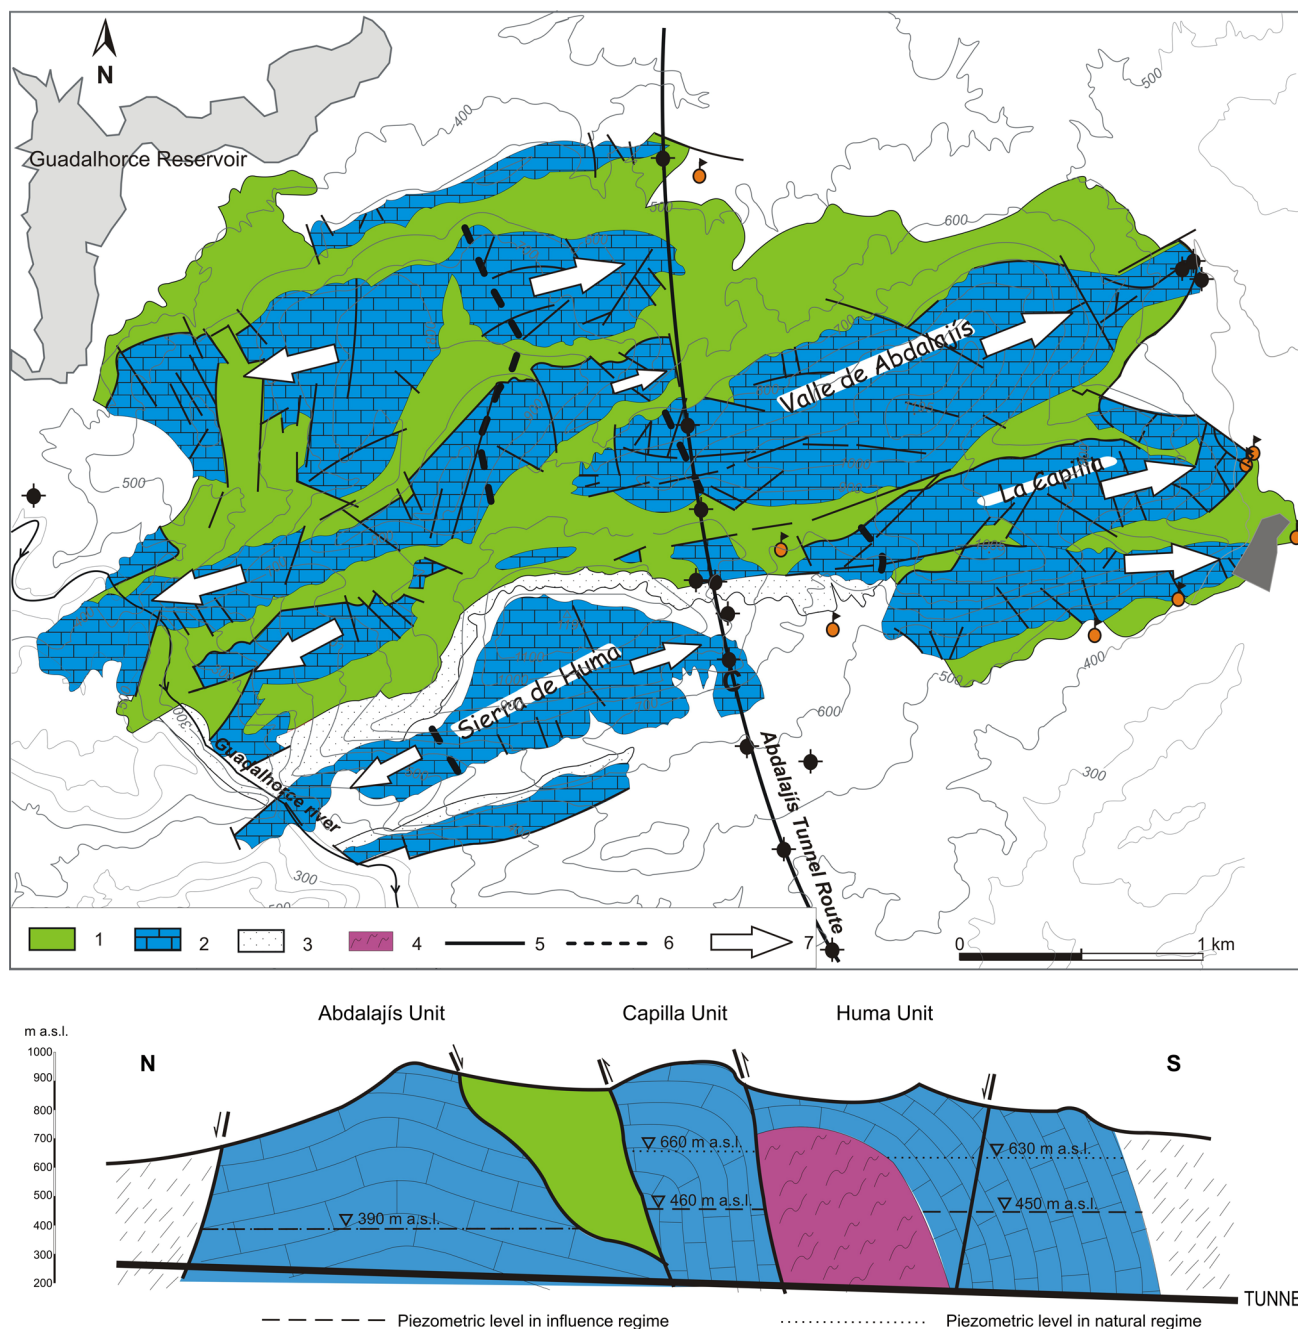 N
500
400
Guadalhorce Reservoir
500
600
700
Valle de Abdalajís
La Capilla
500
Sierra de Huma
600
500
400
300
300
Guadalhorce river
300
Abdalajís Tunnel Route
1
2
3
4
5
6
7
0
1 km
Abdalajís Unit
Capilla Unit
Huma Unit
m a.s.l.
N
S
1000
900
800
700
600
500
400
300
200
660 m a.s.l.
630 m a.s.l.
460 m a.s.l.
450 m a.s.l.
390 m a.s.l.
TUNNE
Piezometric level in influence regime
Piezometric level in natural regime